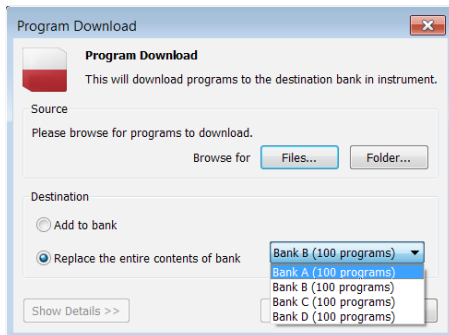 Program Download
Program Download
This will download programs to the destination bank in instrument.
Source
Please browse for programs to download.
Browse for Files... Folder...
Destination
Add to bank
Replace the entire contents of bank Bank B (100 programs)
Bank A (100 programs)
Bank B (100 programs)
Bank C (100 programs)
Bank D (100 programs)
Show Details >>